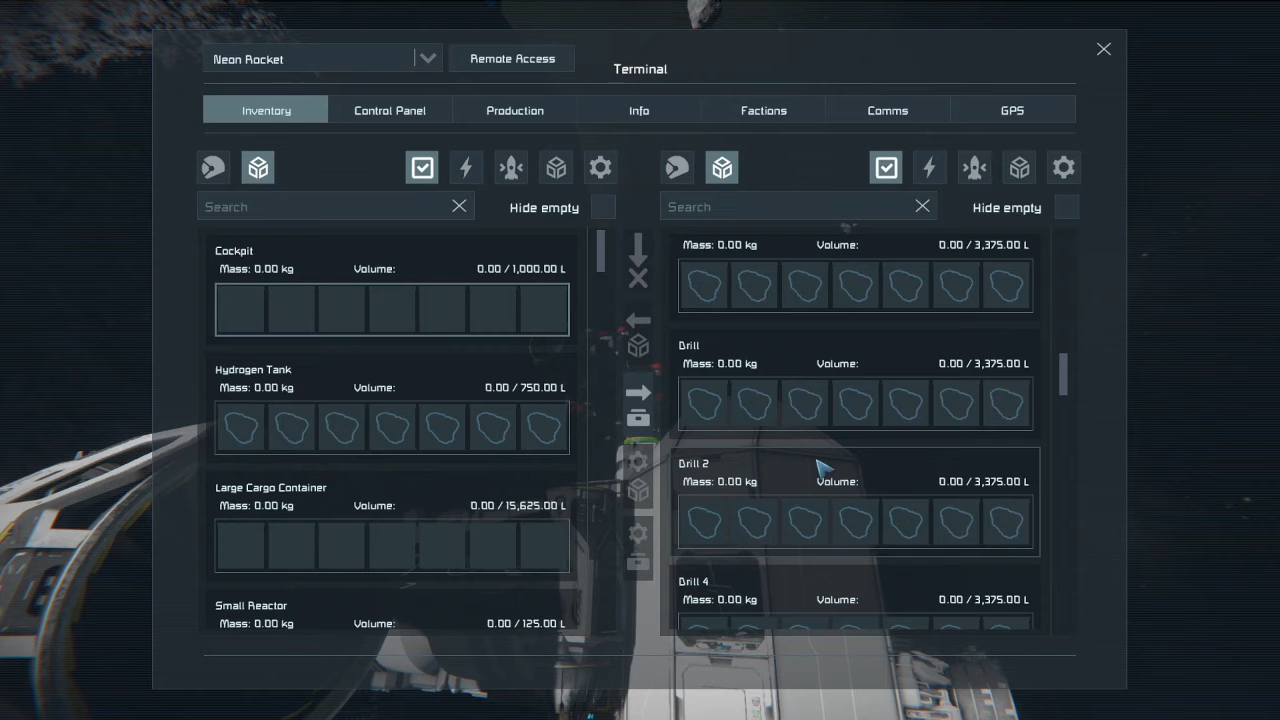 Neon Rocket
Remote Access
Terminal
Inventory
Control Panel
Production
Info
Factions
Comms
GPS
Search
Hide empty
Cockpit
Mass: 0.00 kg Volume: 0.00 / 1,000.00 L
Hydrogen Tank
Mass: 0.00 kg Volume: 0.00 / 750.00 L
Large Cargo Container
Mass: 0.00 kg Volume: 0.00 / 15,625.00 L
Small Reactor
Mass: 0.00 kg Volume: 0.00 / 125.00 L
Search
Hide empty
Mass: 0.00 kg Volume: 0.00 / 3,375.00 L
Drill
Mass: 0.00 kg Volume: 0.00 / 3,375.00 L
Drill 2
Mass: 0.00 kg Volume: 0.00 / 3,375.00 L
Drill 4
Mass: 0.00 kg Volume: 0.00 / 3,375.00 L